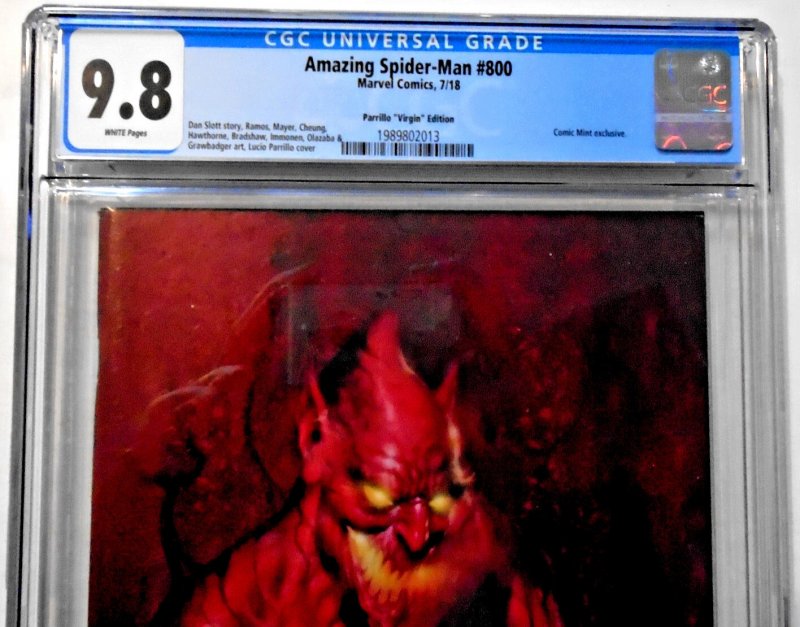 CGC UNIVERSAL GRADE
9.8
WHITE Pages
Amazing Spider-Man #800
Marvel Comics, 7/18
Parrillo "Virgin" Edition
1989802013
Dan Slott story, Ramos, Mayer, Cheung,
Hawthorne, Bradshaw, Immonen, Olazaba &
Grawbadger art, Lucio Parrillo cover
Comic Mint exclusive.
CGC